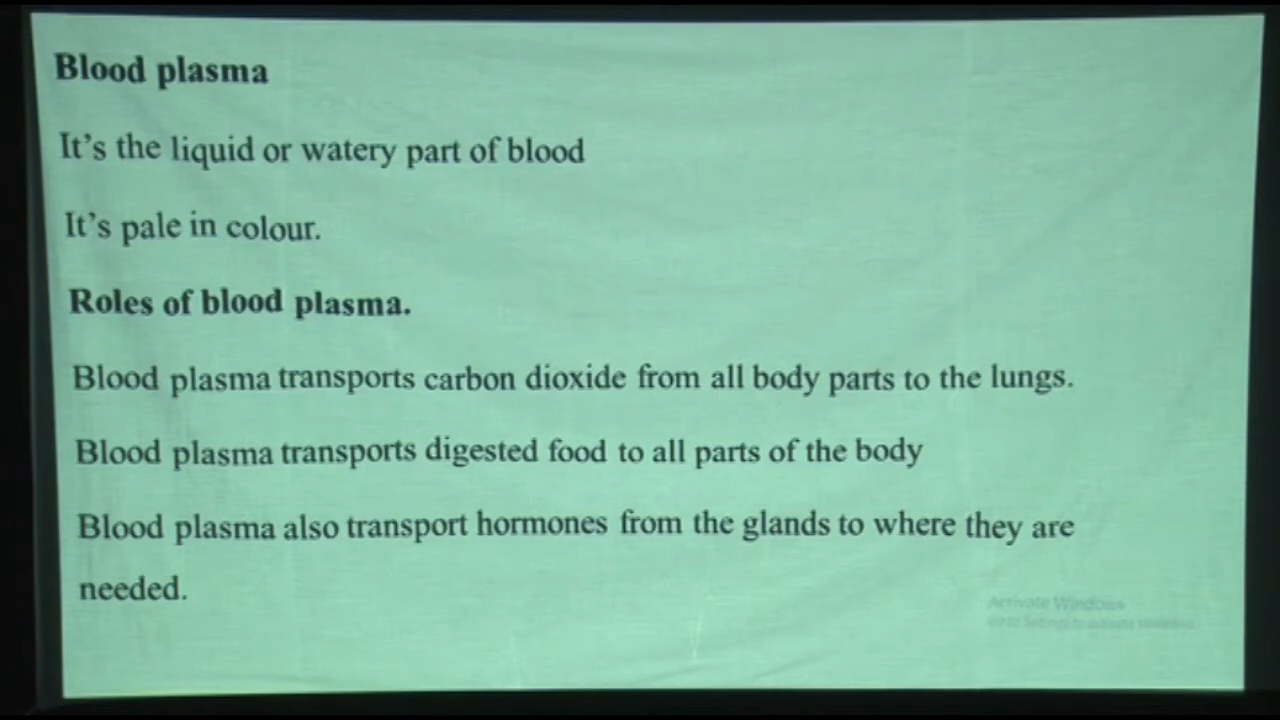 Blood plasma
It's the liquid or watery part of blood
It's pale in colour.
Roles of blood plasma.
Blood plasma transports carbon dioxide from all body parts to the lungs.
Blood plasma transports digested food to all parts of the body
Blood plasma also transport hormones from the glands to where they are
needed.
Activate Windows